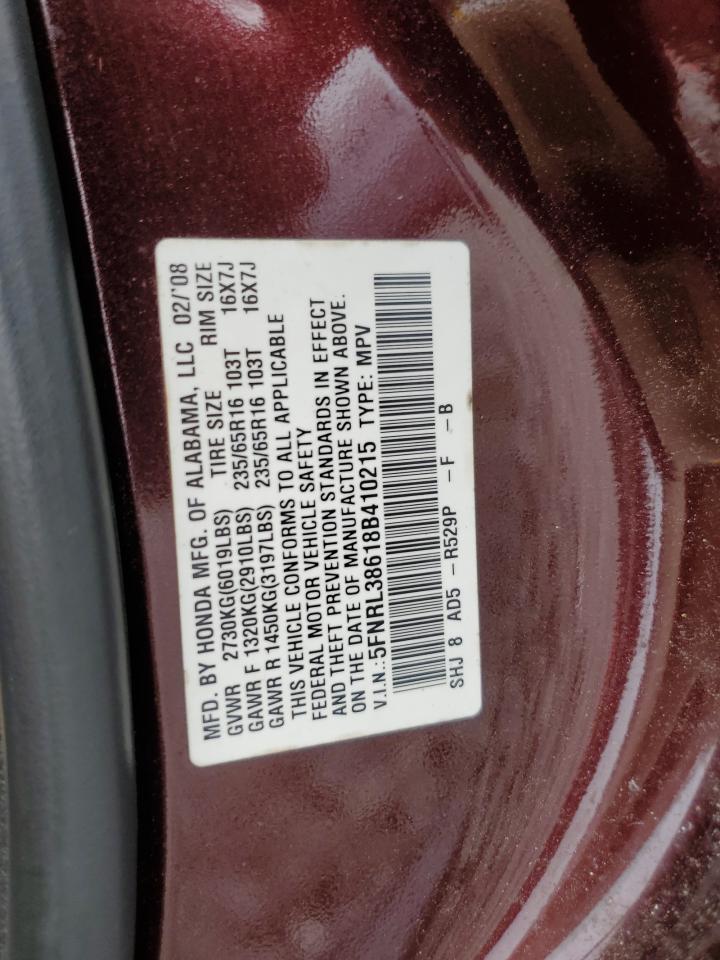 MFD. BY HONDA MFG. OF ALABAMA, LLC 02/'08
GVWR 2730KG(6019LBS) TIRE SIZE RIM SIZE
GAWR F 1320KG(2910LBS) 235/65R16 103T 16X7J
GAWR R 1450KG(3197LBS) 235/65R16 103T 16X7J
THIS VEHICLE CONFORMS TO ALL APPLICABLE
FEDERAL MOTOR VEHICLE SAFETY
AND THEFT PREVENTION STANDARDS IN EFFECT
ON THE DATE OF MANUFACTURE SHOWN ABOVE.
V.I.N.:5FNRL38618B410215 TYPE: MPV
SHJ 8 AD5 -R529P -F -B